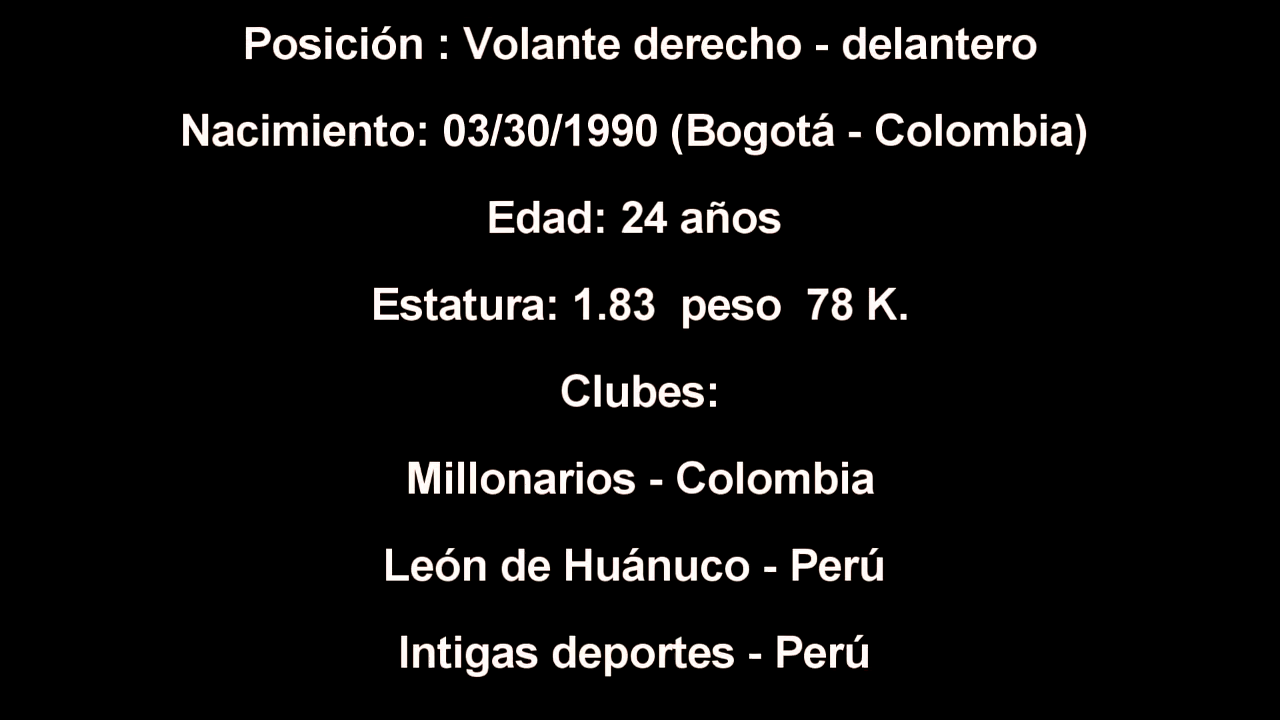 Posición : Volante derecho - delantero
Nacimiento: 03/30/1990 (Bogotá - Colombia)
Edad: 24 años
Estatura: 1.83  peso  78 K.
Clubes:
Millonarios - Colombia
León de Huánuco - Perú
Intigas deportes - Perú